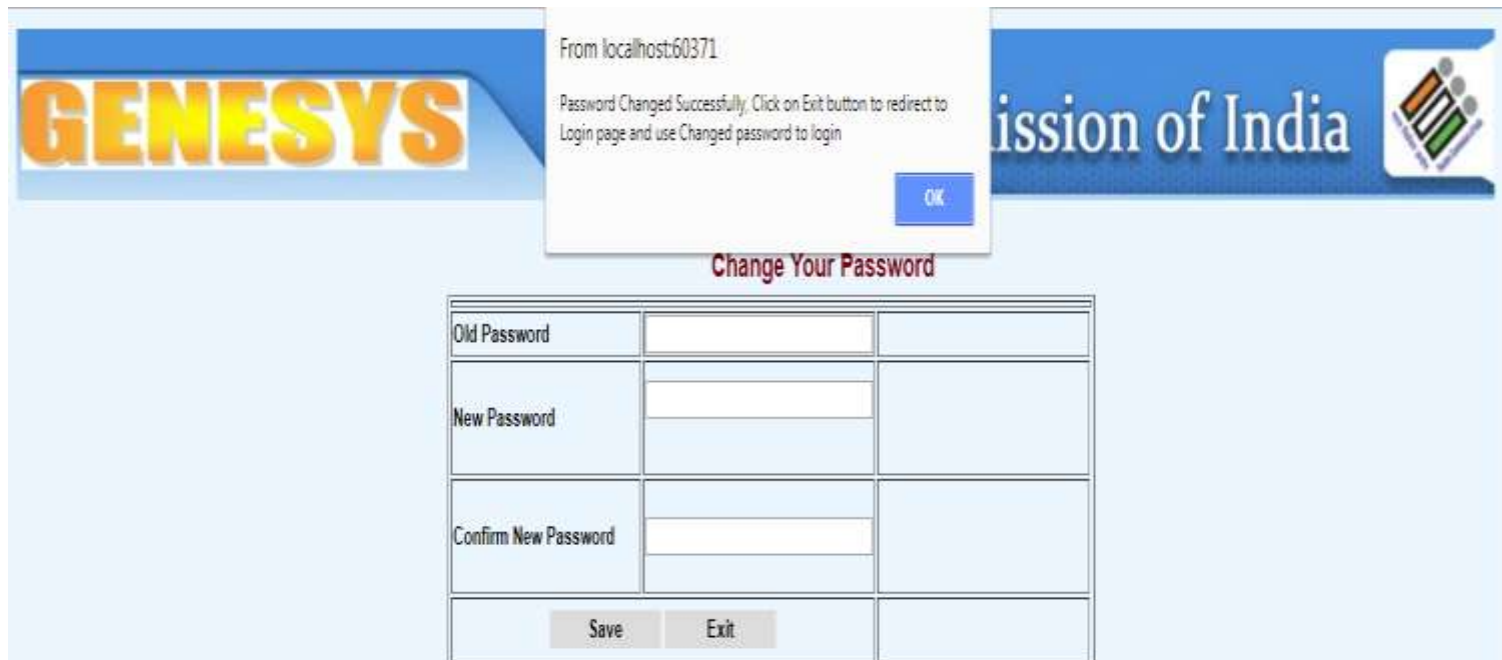 From localhost:60371
Password Changed Successfully, Click on Exit button to redirect to
Login page and use Changed password to login
OK
GENESYS
ission of India
Change Your Password
Old Password
New Password
Confirm New Password
Save Exit